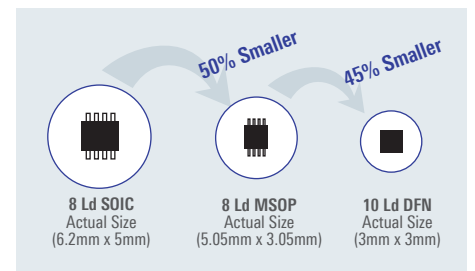 50% Smaller
45% Smaller
8 Ld SOIC
Actual Size
(6.2mm x 5mm)
8 Ld MSOP
Actual Size
(5.05mm x 3.05mm)
10 Ld DFN
Actual Size
(3mm x 3mm)